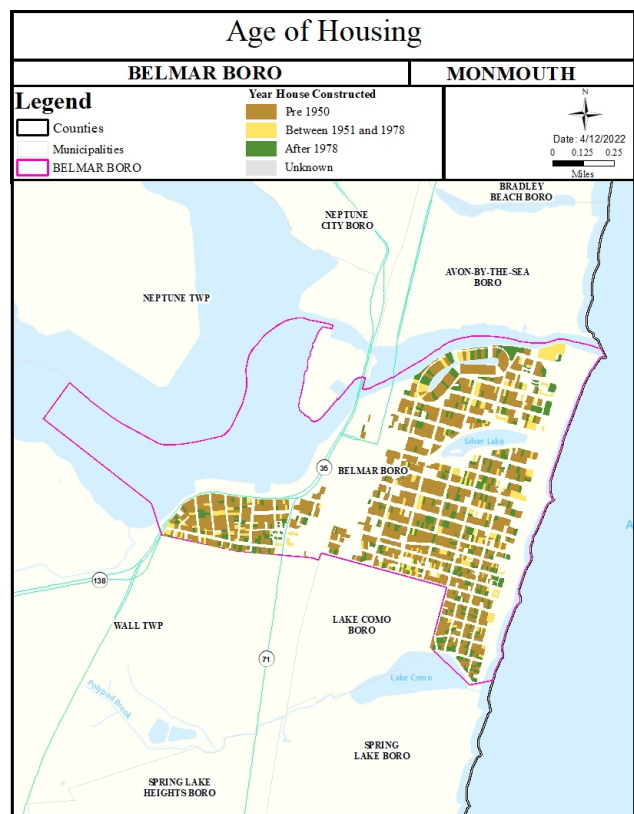 Age of Housing
BELMAR BORO
MONMOUTH
Legend
Counties
Municipalities
BELMAR BORO
Year House Constructed
Pre 1950
Between 1951 and 1978
After 1978
Unknown
N
Date: 4/12/2022
0 0.125 0.25
Miles
BRADLEY
BEACH BORO
NEPTUNE
CITY BORO
AVON-BY-THE-SEA
BORO
NEPTUNE TWP
Silver Lake
35
BELMAR BORO
A
138
WALL TWP
LAKE COMO
BORO
71
Lake Como
Polypod Brook
SPRING
LAKE BORO
SPRING LAKE
HEIGHTS BORO